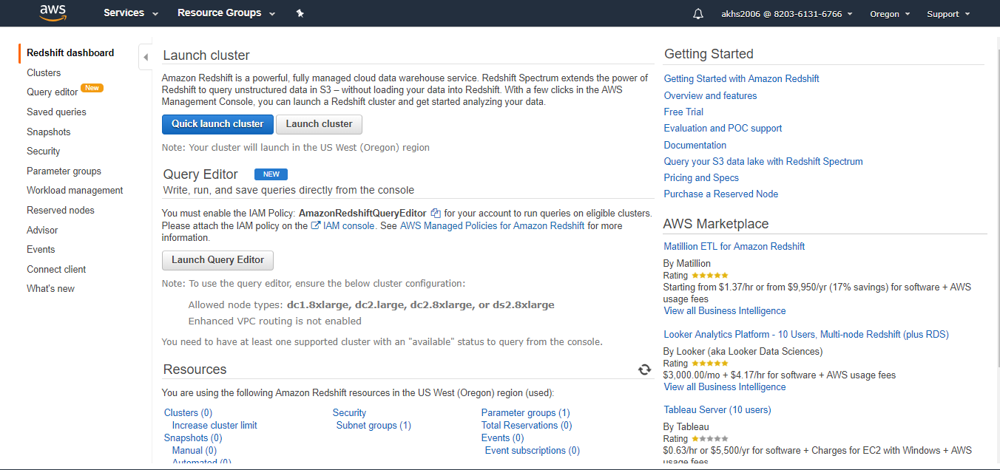 aws
Services
Resource Groups
akhs2006 @ 8203-6131-6766
Oregon
Support
Redshift dashboard
Clusters
Query editor New
Saved queries
Snapshots
Security
Parameter groups
Workload management
Reserved nodes
Advisor
Events
Connect client
What's new
Launch cluster
Amazon Redshift is a powerful, fully managed cloud data warehouse service. Redshift Spectrum extends the power of
Redshift to query unstructured data in S3 – without loading your data into Redshift. With a few clicks in the AWS
Management Console, you can launch a Redshift cluster and get started analyzing your data.
Quick launch cluster
Launch cluster
Note: Your cluster will launch in the US West (Oregon) region
Query Editor NEW
Write, run, and save queries directly from the console
You must enable the IAM Policy: AmazonRedshiftQueryEditor for your account to run queries on eligible clusters.
Please attach the IAM policy on the IAM console. See AWS Managed Policies for Amazon Redshift for more
information.
Launch Query Editor
Note: To use the query editor, ensure the below cluster configuration:
Allowed node types: dc1.8xlarge, dc2.large, dc2.8xlarge, or ds2.8xlarge
Enhanced VPC routing is not enabled
You need to have at least one supported cluster with an "available" status to query from the console.
Resources
You are using the following Amazon Redshift resources in the US West (Oregon) region (used):
Clusters (0)
Increase cluster limit
Snapshots (0)
Manual (0)
Automated (0)
Security
Subnet groups (1)
Parameter groups (1)
Total Reservations (0)
Events (0)
Event subscriptions (0)
Getting Started
Getting Started with Amazon Redshift
Overview and features
Free Trial
Evaluation and POC support
Documentation
Query your S3 data lake with Redshift Spectrum
Pricing and Specs
Purchase a Reserved Node
AWS Marketplace
Matillion ETL for Amazon Redshift
By Matillion
Rating
Starting from $1.37/hr or from $9,950/yr (17% savings) for software + AWS
usage fees
View all Business Intelligence
Looker Analytics Platform - 10 Users, Multi-node Redshift (plus RDS)
By Looker (aka Looker Data Sciences)
Rating
$3,000.00/mo + $4.17/hr for software + AWS usage fees
View all Business Intelligence
Tableau Server (10 users)
By Tableau
Rating
$0.63/hr or $5,500/yr for software + Charges for EC2 with Windows + AWS
usage fees